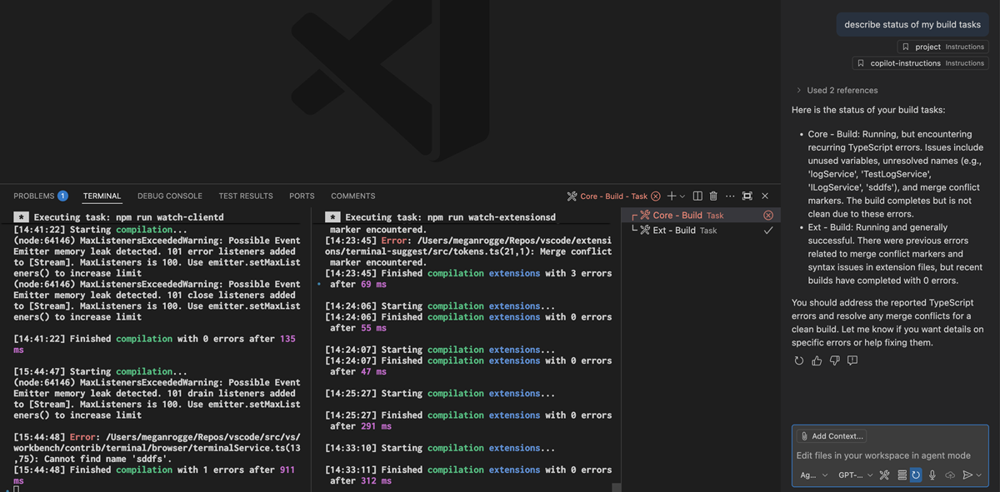 PROBLEMS 1 TERMINAL DEBUG CONSOLE TEST RESULTS PORTS COMMENTS
Core - Build - Task
* Executing task: npm run watch-clientd
[14:41:22] Starting compilation...
(node:64146) MaxListenersExceededWarning: Possible Event
Emitter memory leak detected. 101 error listeners added
to [Stream]. MaxListeners is 100. Use emitter.setMaxList
eners() to increase limit
(node:64146) MaxListenersExceededWarning: Possible Event
Emitter memory leak detected. 101 close listeners added
to [Stream]. MaxListeners is 100. Use emitter.setMaxList
eners() to increase limit
[14:41:22] Finished compilation with 0 errors after 135
ms
[15:44:47] Starting compilation...
(node:64146) MaxListenersExceededWarning: Possible Event
Emitter memory leak detected. 101 drain listeners added
to [Stream]. MaxListeners is 100. Use emitter.setMaxList
eners() to increase limit
[15:44:48] Error: /Users/meganrogge/Repos/vscode/src/vs/
workbench/contrib/terminal/browser/terminalService.ts(13
,75): Cannot find name 'sddfs'.
[15:44:48] Finished compilation with 1 errors after 911
ms
* Executing task: npm run watch-extensionsd
marker encountered.
[14:23:45] Error: /Users/meganrogge/Repos/vscode/extensi
ons/terminal-suggest/src/tokens.ts(21,1): Merge conflict
marker encountered.
[14:23:45] Finished compilation extensions with 3 errors
after 69 ms
[14:24:06] Starting compilation extensions...
[14:24:06] Finished compilation extensions with 0 errors
after 55 ms
[14:24:07] Starting compilation extensions...
[14:24:07] Finished compilation extensions with 0 errors
after 47 ms
[14:25:27] Starting compilation extensions...
[14:25:27] Finished compilation extensions with 0 errors
after 291 ms
[14:33:10] Starting compilation extensions...
[14:33:11] Finished compilation extensions with 0 errors
after 312 ms
Core - Build Task
Ext - Build Task
describe status of my build tasks
project Instructions
copilot-instructions Instructions
Used 2 references
Here is the status of your build tasks:
• Core - Build: Running, but encountering
recurring TypeScript errors. Issues include
unused variables, unresolved names (e.g.,
'logService', 'TestLogService',
'ILogService', 'sddfs'), and merge conflict
markers. The build completes but is not
clean due to these errors.
• Ext - Build: Running and generally
successful. There were previous errors
related to merge conflict markers and
syntax issues in extension files, but recent
builds have completed with 0 errors.
You should address the reported TypeScript
errors and resolve any merge conflicts for a
clean build. Let me know if you want details on
specific errors or help fixing them.
Add Context...
Edit files in your workspace in agent mode
Ag... GPT-...